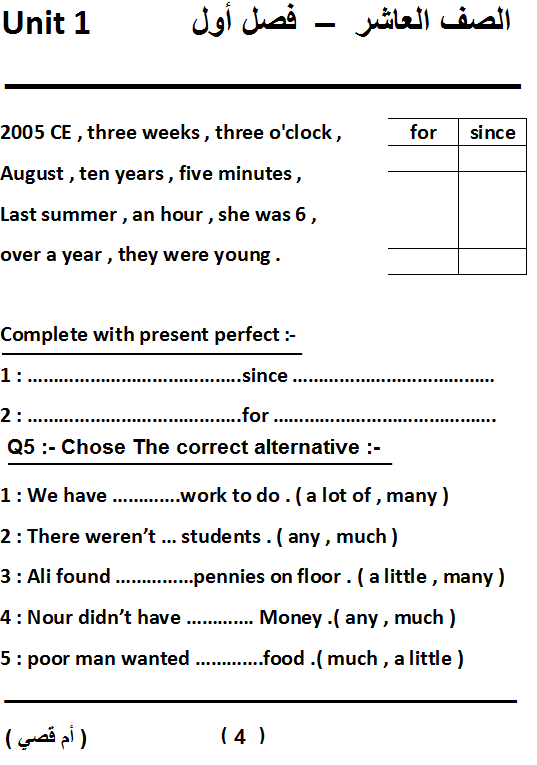 Unit 1 الصف العاشر – فصل أول
2005 CE , three weeks , three o'clock ,
August , ten years , five minutes ,
Last summer , an hour , she was 6 ,
over a year , they were young .
for since
Complete with present perfect :-
1 : ………………………………….since …………………………………
2 : ………………………………….for ……………………………………
Q5 :- Chose The correct alternative :-
1 : We have ………….work to do . ( a lot of , many )
2 : There weren’t … students . ( any , much )
3 : Ali found ……………pennies on floor . ( a little , many )
4 : Nour didn’t have …………. Money .( any , much )
5 : poor man wanted ………….food .( much , a little )
( أم قصي ) ( 4 )